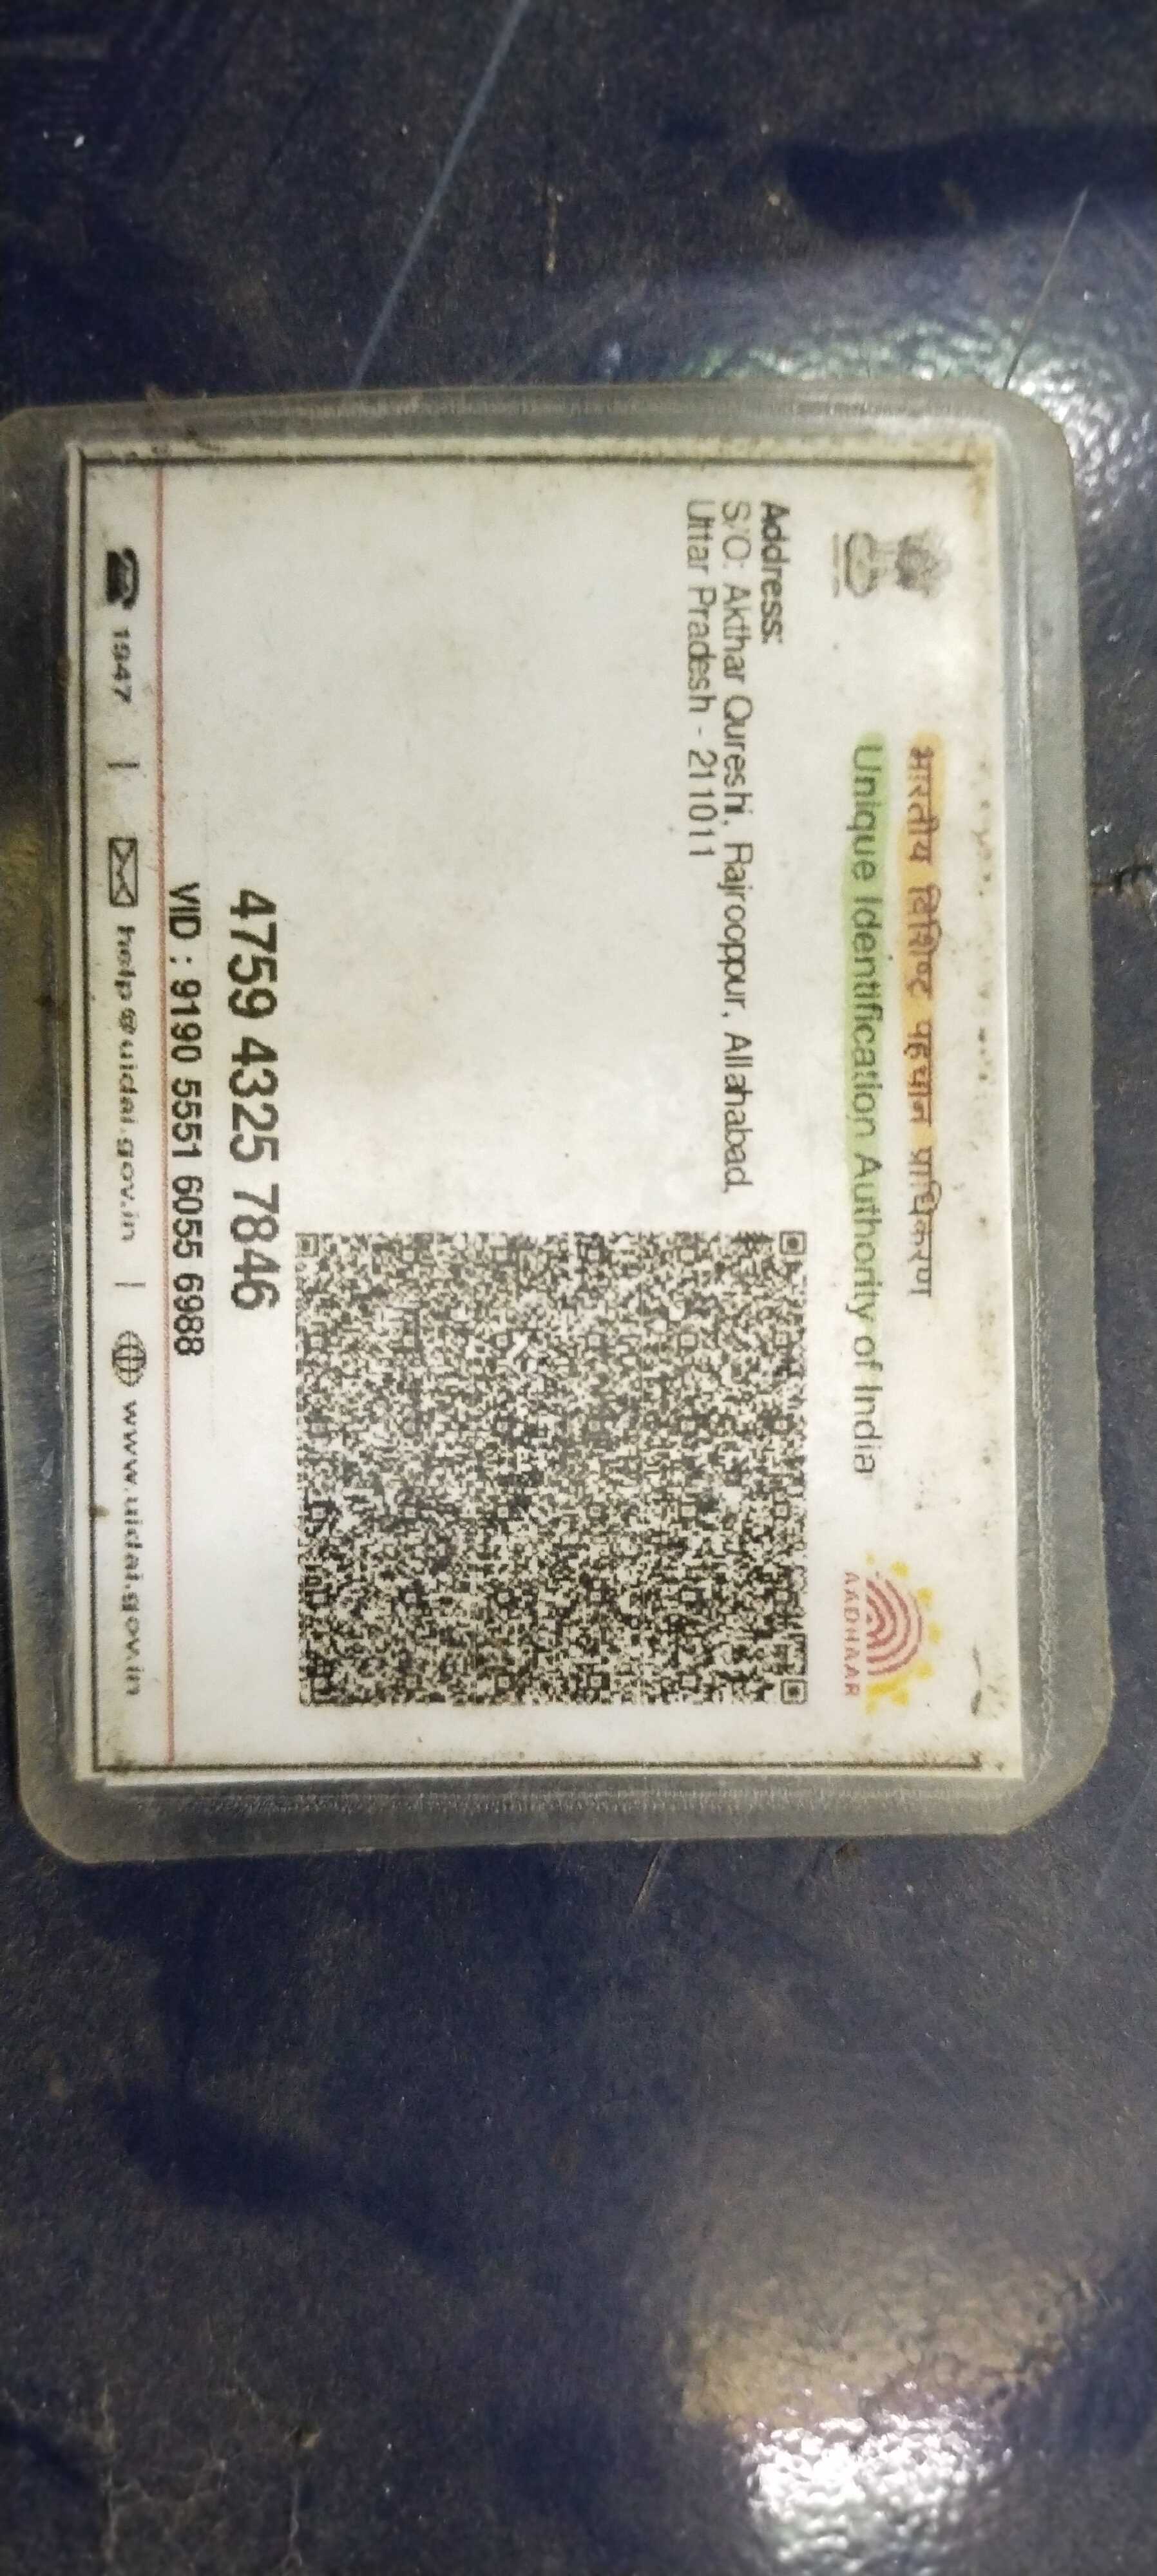 भारतीय विशिष्ट पहचान प्राधिकरण
Unique Identification Authority of India
AADHAAR
Address:
S/O: Akthar Qureshi, Rajrooppur, Allahabad,
Uttar Pradesh - 211011
4759 4325 7846
VID : 9190 5551 6055 6988
1947 | help@uidai.gov.in | www.uidai.gov.in